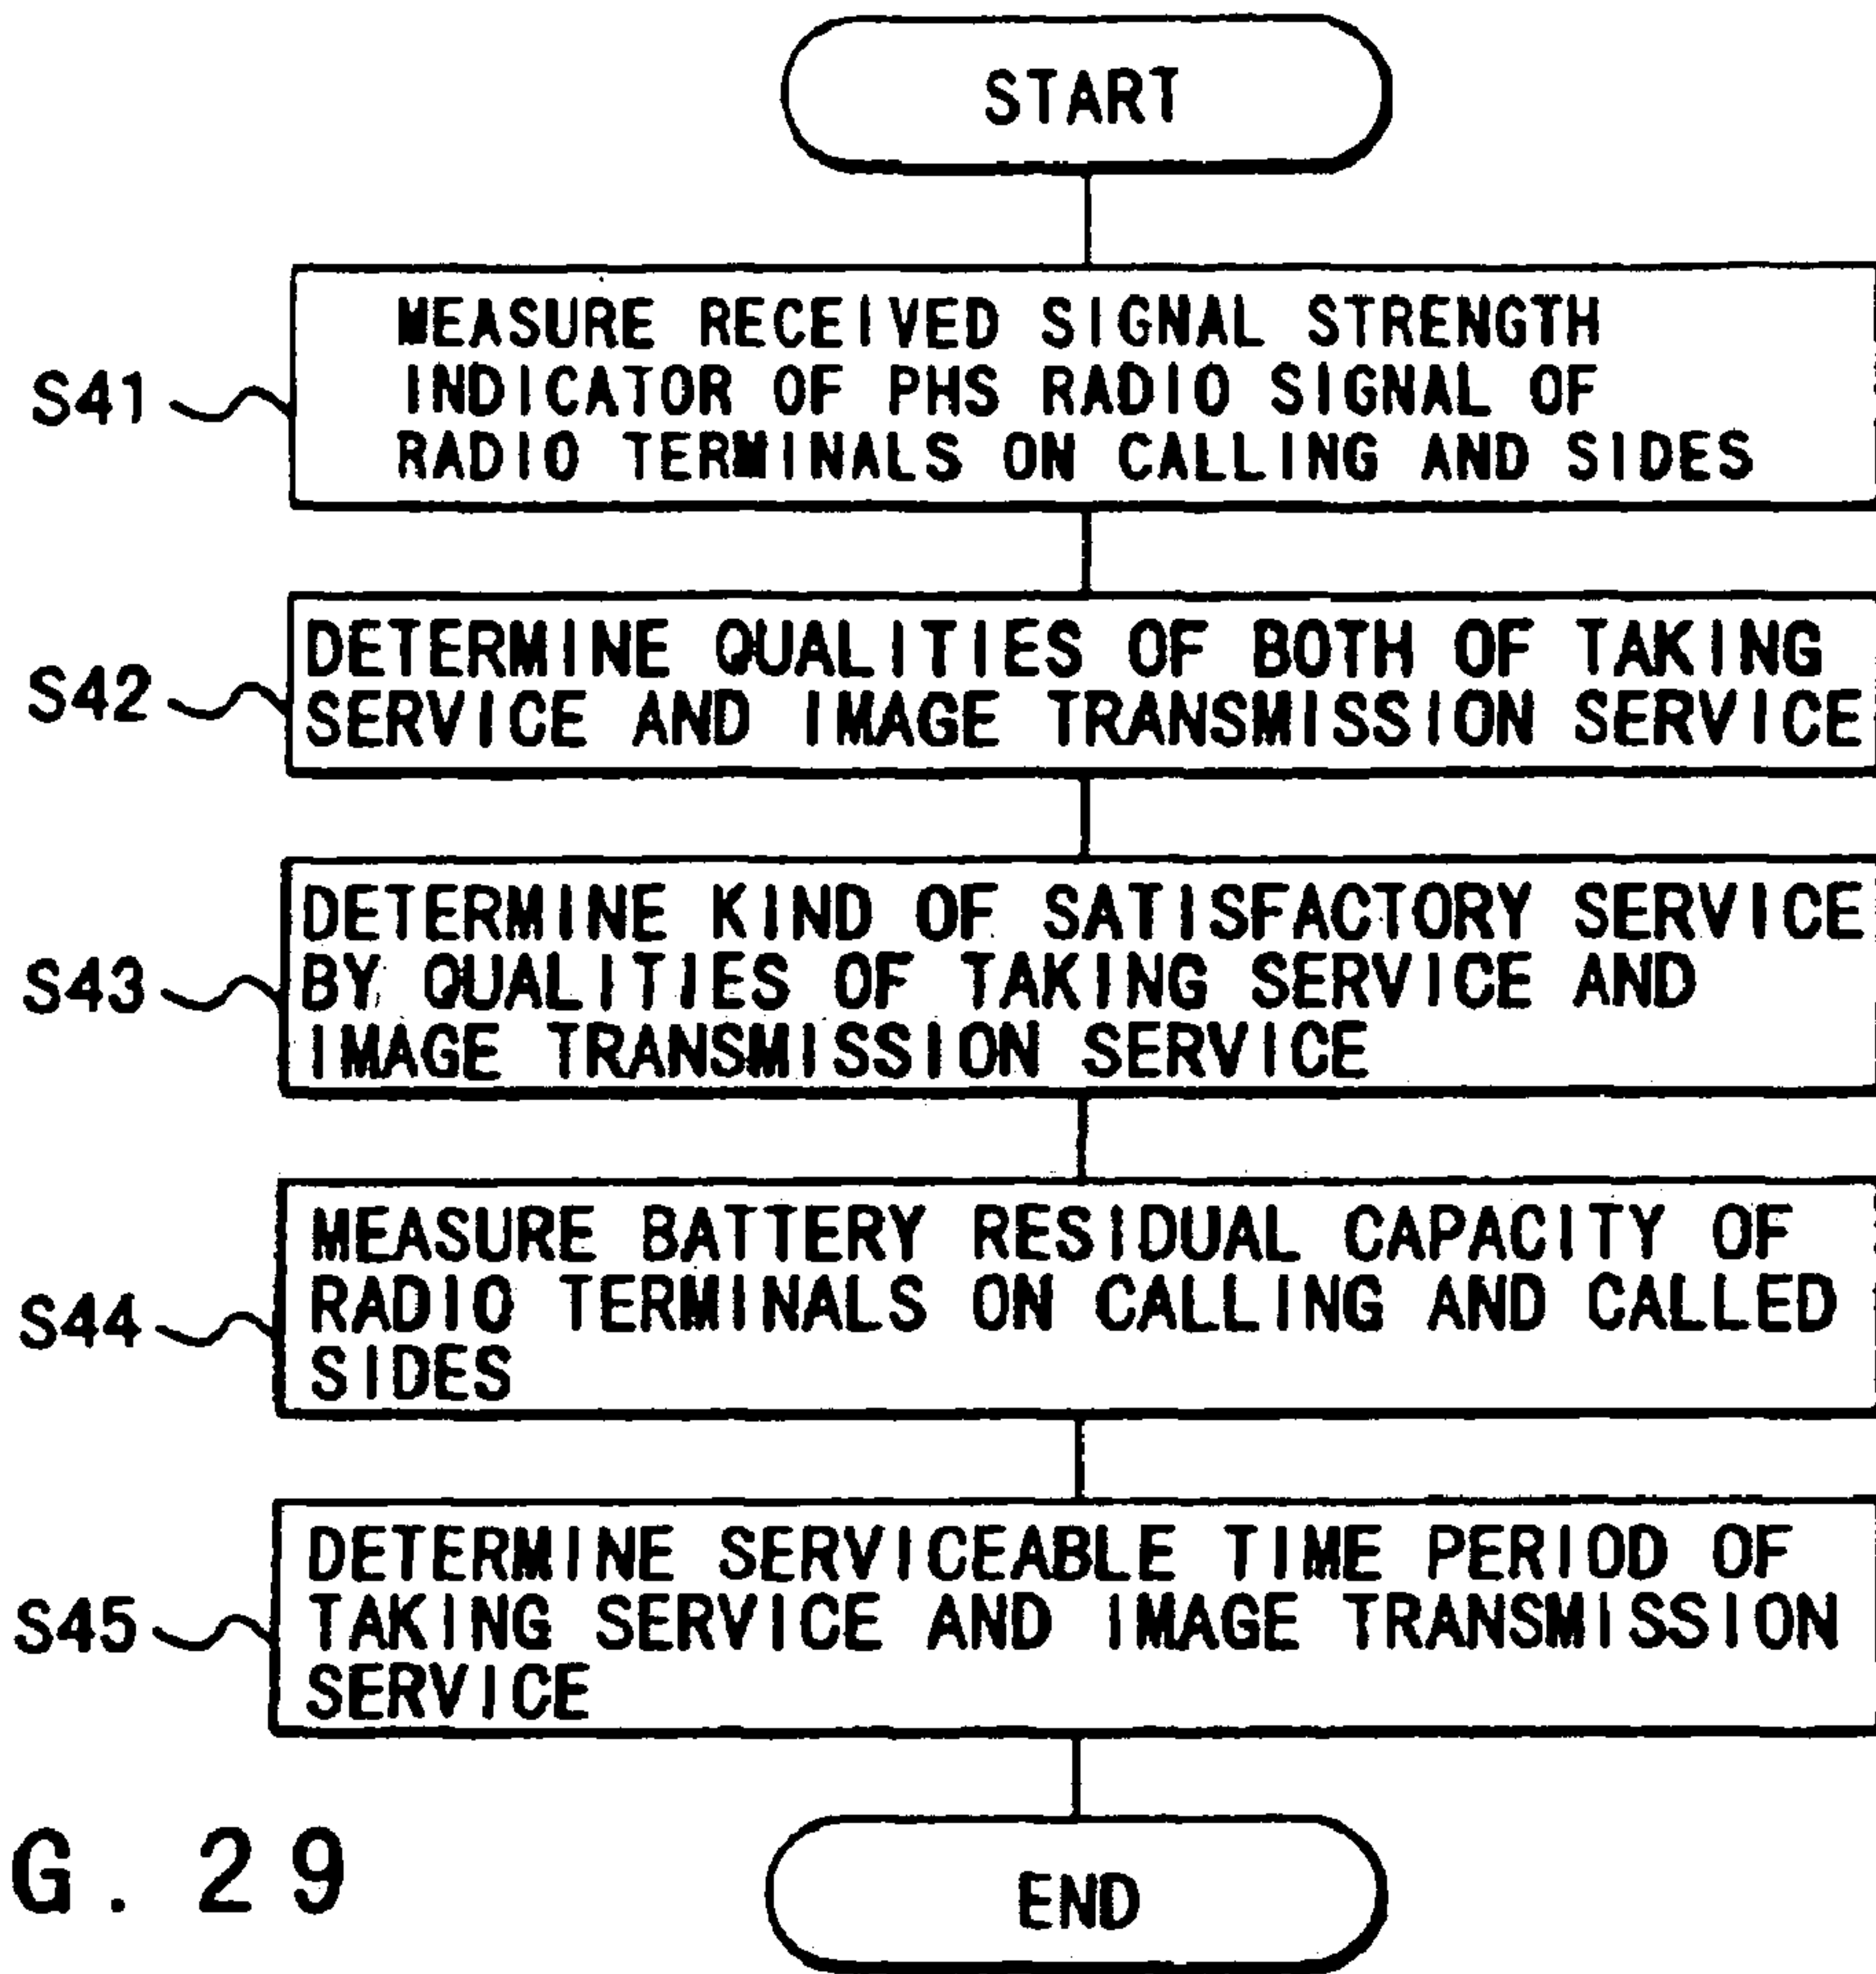 START
S41
MEASURE RECEIVED SIGNAL STRENGTH
INDICATOR OF PHS RADIO SIGNAL OF
RADIO TERMINALS ON CALLING AND SIDES
S42
DETERMINE QUALITIES OF BOTH OF TAKING
SERVICE AND IMAGE TRANSMISSION SERVICE
S43
DETERMINE KIND OF SATISFACTORY SERVICE
BY QUALITIES OF TAKING SERVICE AND
IMAGE TRANSMISSION SERVICE
S44
MEASURE BATTERY RESIDUAL CAPACITY OF
RADIO TERMINALS ON CALLING AND CALLED
SIDES
S45
DETERMINE SERVICEABLE TIME PERIOD OF
TAKING SERVICE AND IMAGE TRANSMISSION
SERVICE
END
G. 29